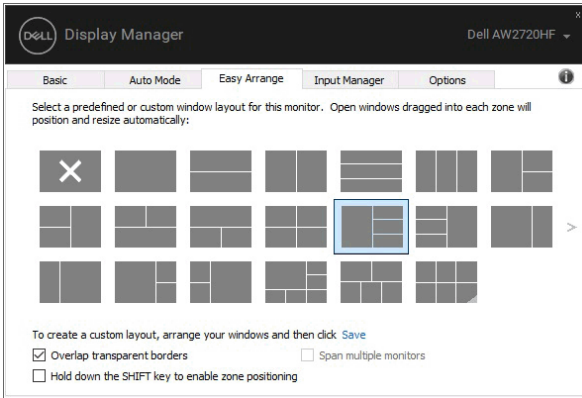 DELL Display Manager Dell AW2720HF
Basic Auto Mode Easy Arrange Input Manager Options
Select a predefined or custom window layout for this monitor. Open windows dragged into each zone will
position and resize automatically:
To create a custom layout, arrange your windows and then click Save
Overlap transparent borders Span multiple monitors
Hold down the SHIFT key to enable zone positioning